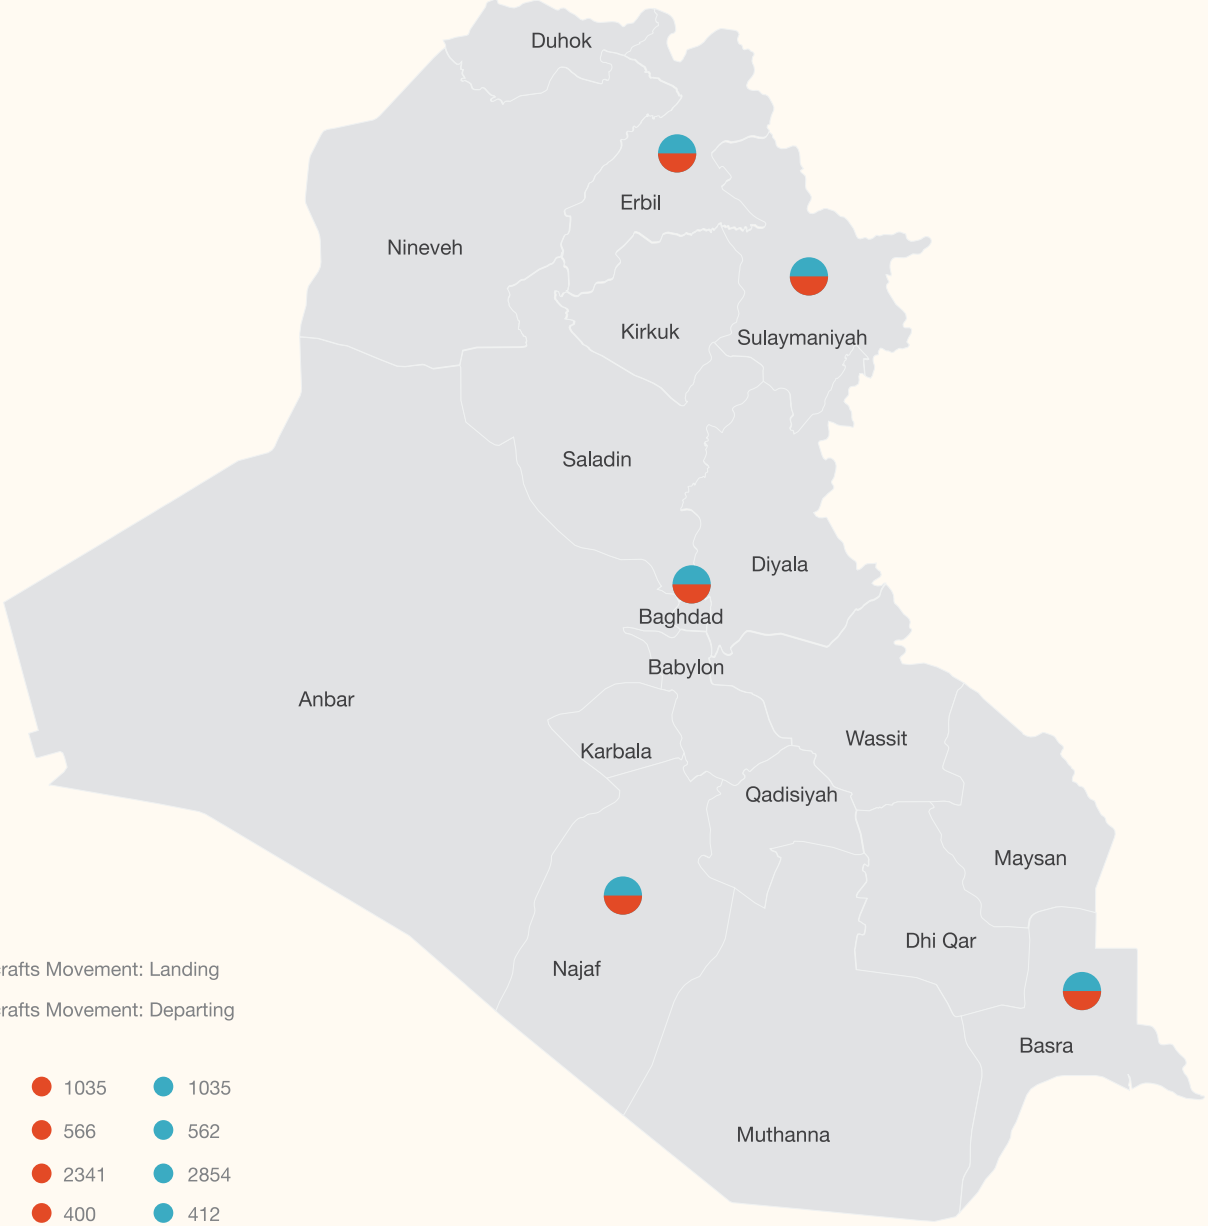 Duhok
Erbil
Nineveh
Kirkuk
Sulaymaniyah
Saladin
Diyala
Baghdad
Babylon
Anbar
Wassit
Karbala
Qadisiyah
Maysan
Dhi Qar
Najaf
Basra
Muthanna
rafts Movement: Landing
rafts Movement: Departing
1035 1035
566 562
2341 2854
400 412